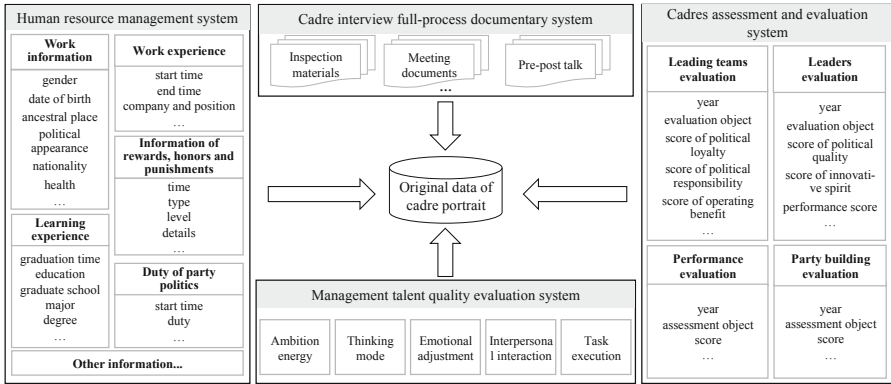 Human resource management system
Work
information
gender
date of birth
ancestral place
political
appearance
nationality
health
…
Learning
experience
graduation time
education
graduate school
major
degree
…
Work experience
start time
end time
company and position
…
Information of
rewards, honors and
punishments
time
type
level
details
…
Duty of party
politics
start time
duty
…
Other information...
Cadre interview full-process documentary system
Inspection
materials
Meeting
documents
Pre-post talk
...
Original data of
cadre portrait
Management talent quality evaluation system
Ambition
energy
Thinking
mode
Emotional
adjustment
Interpersona
l interaction
Task
execution
Cadres assessment and evaluation
system
Leading teams
evaluation
year
evaluation object
score of political
loyalty
score of political
responsibility
score of operating
benefit
…
Leaders
evaluation
year
evaluation object
score of political
quality
score of innovati-
ve spirit
performance score
…
Performance
evaluation
year
assessment object
score
…
Party building
evaluation
year
assessment object
score
…